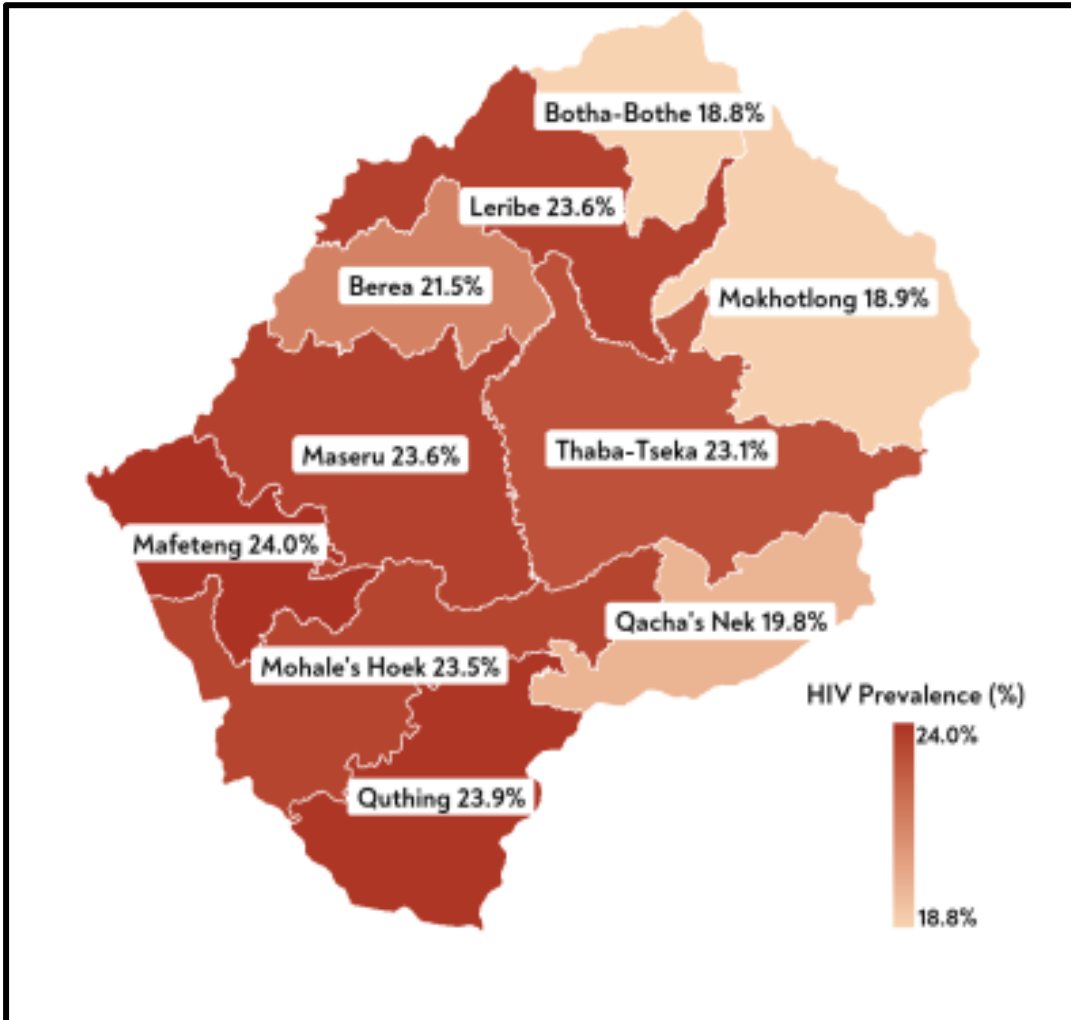 Botha-Bothe 18.8%
Leribe 23.6%
Berea 21.5%
Mokhotlong 18.9%
Thaba-Tseka 23.1%
Maseru 23.6%
Mafeteng 24.0%
Qacha's Nek 19.8%
Mohale's Hoek 23.5%
HIV Prevalence (%)
24.0%
Quthing 23.9%
18.8%